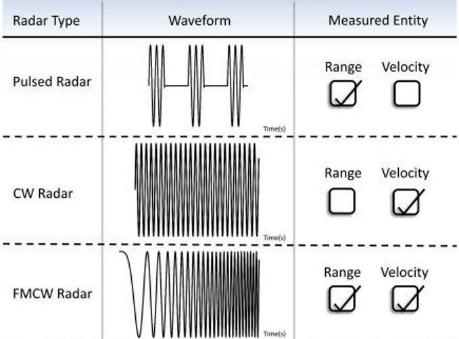 Radar Type Waveform Measured Entity
Range Velocity
Pulsed Radar
Time(s)
Range Velocity
CW Radar
Time(s)
Range Velocity
FMCW Radar
Time(s)